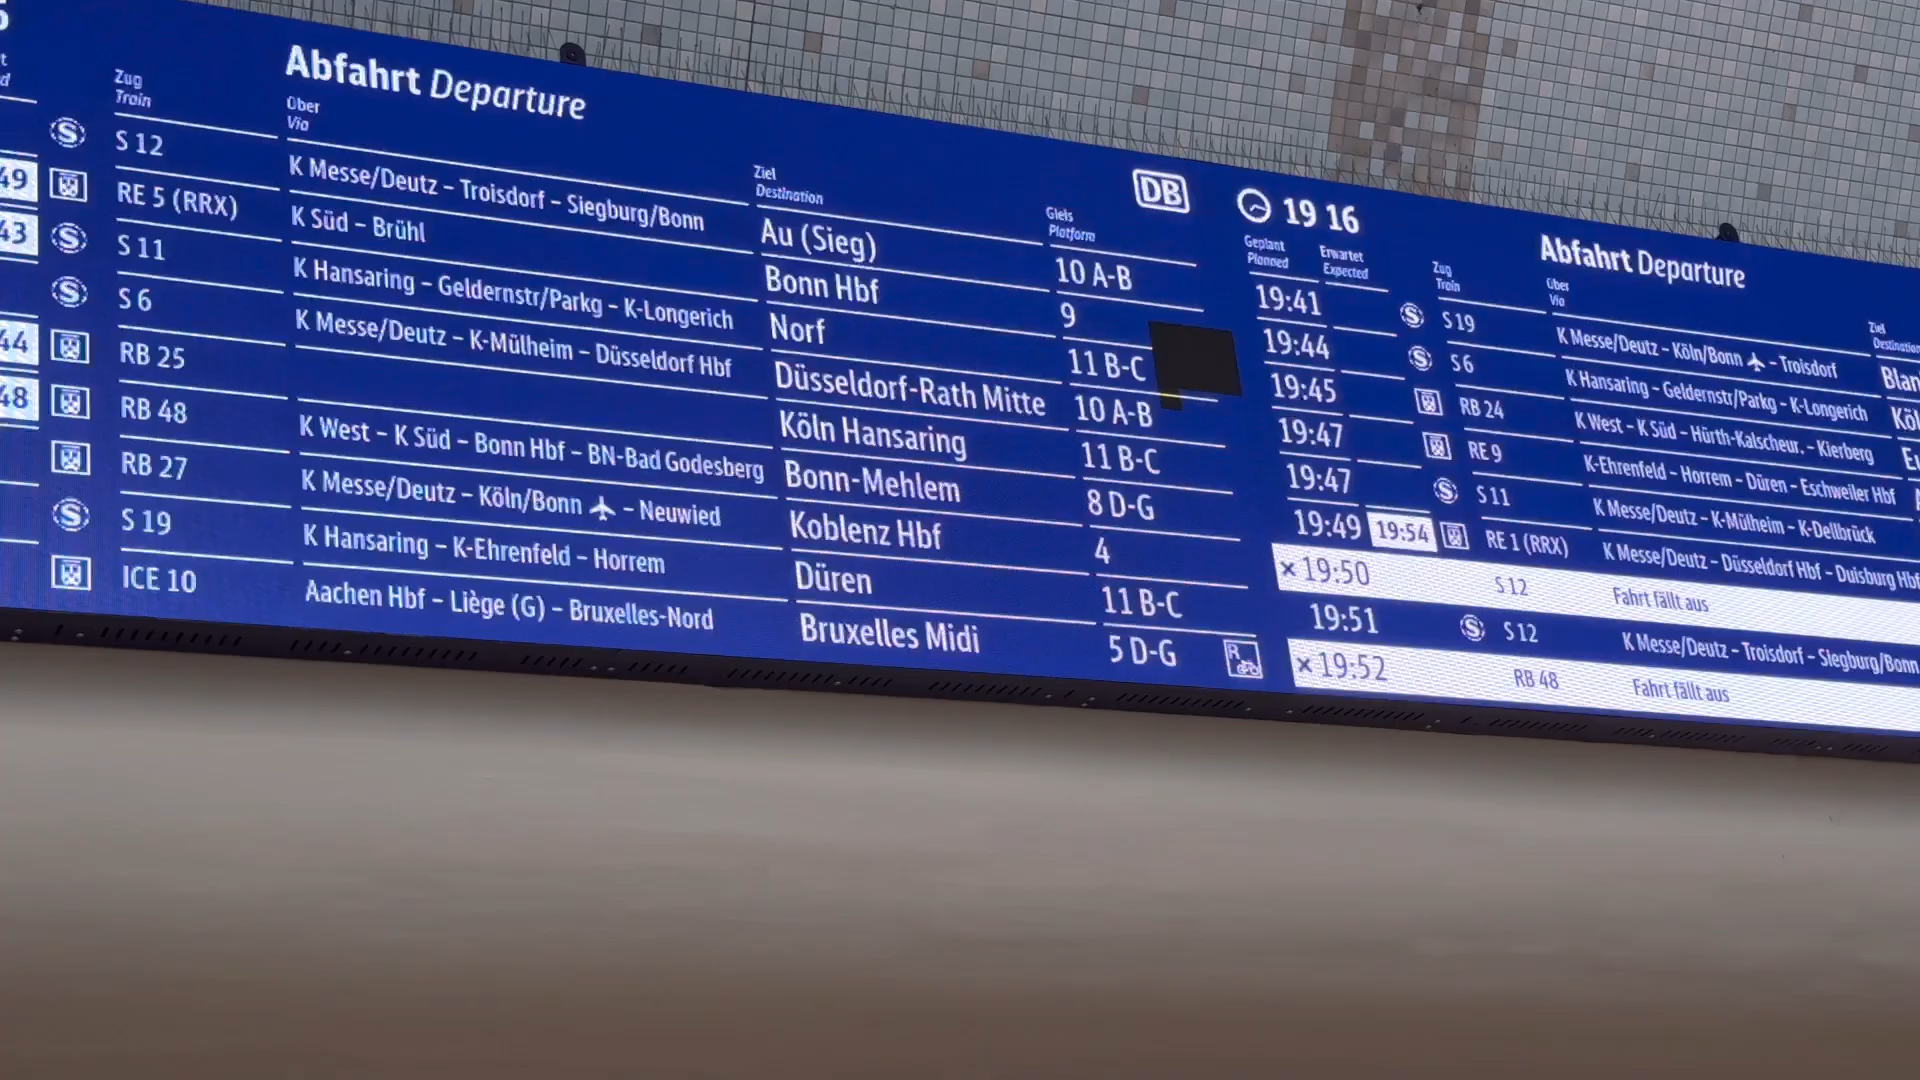 Abfahrt Departure
Zug
Train
Über
Via
Ziel
Destination
Gleis
Platform
DB
S 12 K Messe/Deutz – Troisdorf – Siegburg/Bonn Au (Sieg) 10 A-B
49 RE 5 (RRX) K Süd – Brühl Bonn Hbf 9
43 S 11 K Hansaring – Geldernstr/Parkg – K-Longerich Norf 11 B-C
S 6 K Messe/Deutz – K-Mülheim – Düsseldorf Hbf Düsseldorf-Rath Mitte 10 A-B
44 RB 25 Köln Hansaring 11 B-C
48 RB 48 K West – K Süd – Bonn Hbf – BN-Bad Godesberg Bonn-Mehlem 8 D-G
RB 27 K Messe/Deutz – Köln/Bonn – Neuwied Koblenz Hbf 4
S 19 K Hansaring – K-Ehrenfeld – Horrem Düren 11 B-C
ICE 10 Aachen Hbf – Liège (G) – Bruxelles-Nord Bruxelles Midi 5 D-G R
19 16
Abfahrt Departure
Geplant
Planned
Erwartet
Expected
Zug
Train
Über
Via
Ziel
Destination
19:41 S 19 K Messe/Deutz – Köln/Bonn – Troisdorf
19:44 S 6 K Hansaring – Geldernstr/Parkg – K-Longerich
19:45 RB 24 K West – K Süd – Hürth-Kalscheur. – Kierberg
19:47 RE 9 K-Ehrenfeld – Horrem – Düren – Eschweiler Hbf
19:47 S 11 K Messe/Deutz – K-Mülheim – K-Dellbrück
19:49 19:54 RE 1 (RRX) K Messe/Deutz – Düsseldorf Hbf – Duisburg Hbf
× 19:50 S 12 Fahrt fällt aus
19:51 S 12 K Messe/Deutz – Troisdorf – Siegburg/Bonn
× 19:52 RB 48 Fahrt fällt aus